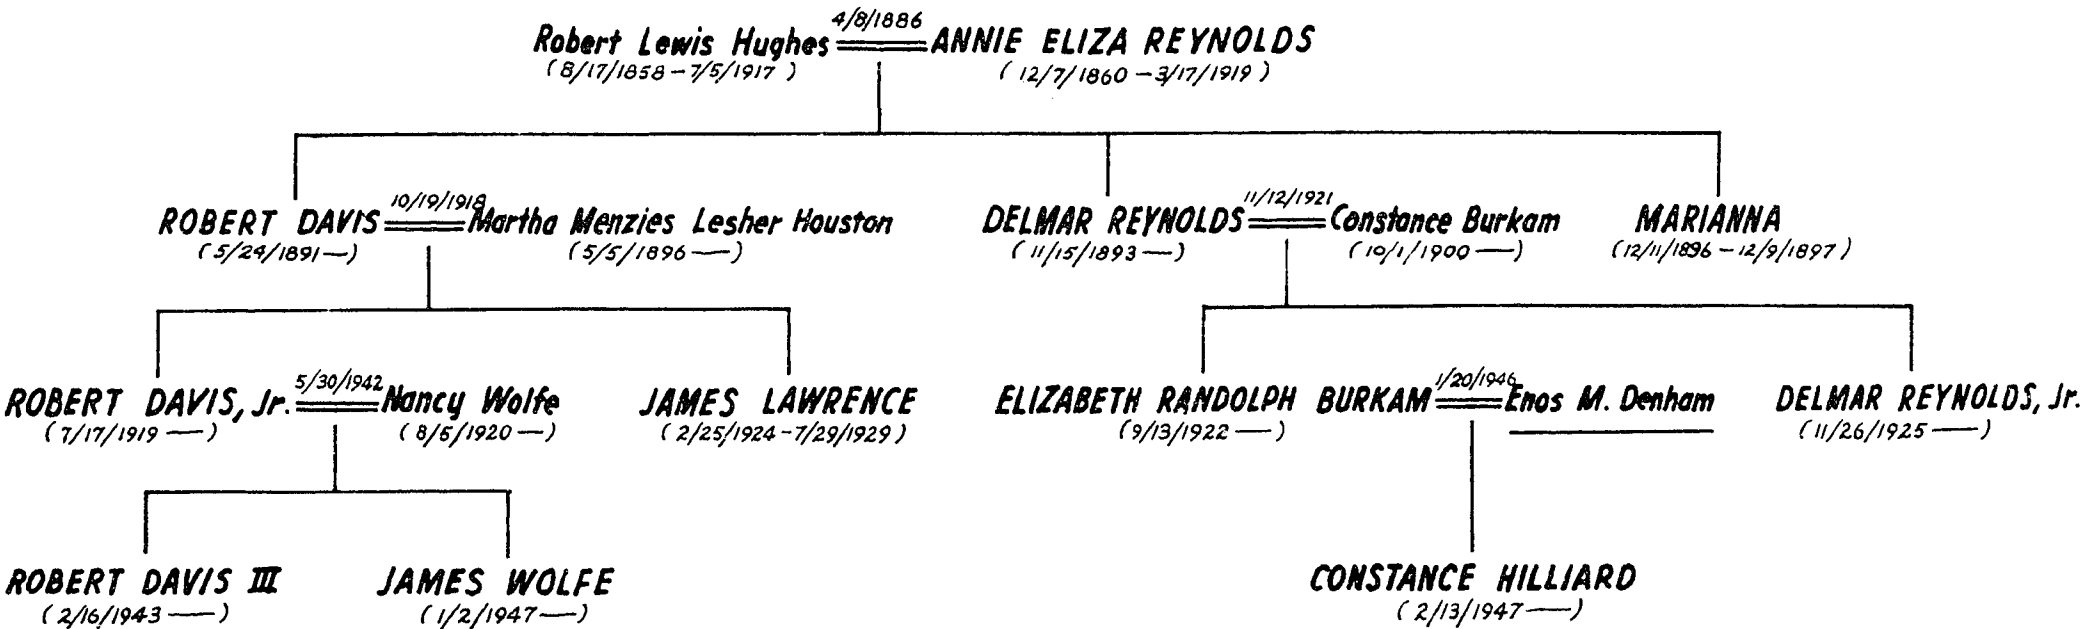 4/8/1886
Robert Lewis Hughes ANNIE ELIZA REYNOLDS
(8/17/1858 – 7/5/1917) (12/7/1860 – 3/17/1919)
10/19/1918 11/12/1921
ROBERT DAVIS Martha Menzies Lesher Houston DELMAR REYNOLDS Constance Burkam MARIANNA
(5/24/1891 —) (5/5/1896 —) (11/15/1893 —) (10/1/1900 —) (12/11/1896 – 12/9/1897)
5/30/1942 1/20/1946
ROBERT DAVIS, Jr. Nancy Wolfe JAMES LAWRENCE ELIZABETH RANDOLPH BURKAM Enos M. Denham DELMAR REYNOLDS, Jr.
(7/17/1919 —) (8/6/1920 —) (2/25/1924 – 7/29/1929) (9/13/1922 —) (11/26/1925 —)
ROBERT DAVIS III JAMES WOLFE CONSTANCE HILLIARD
(2/16/1943 —) (1/2/1947 —) (2/13/1947 —)